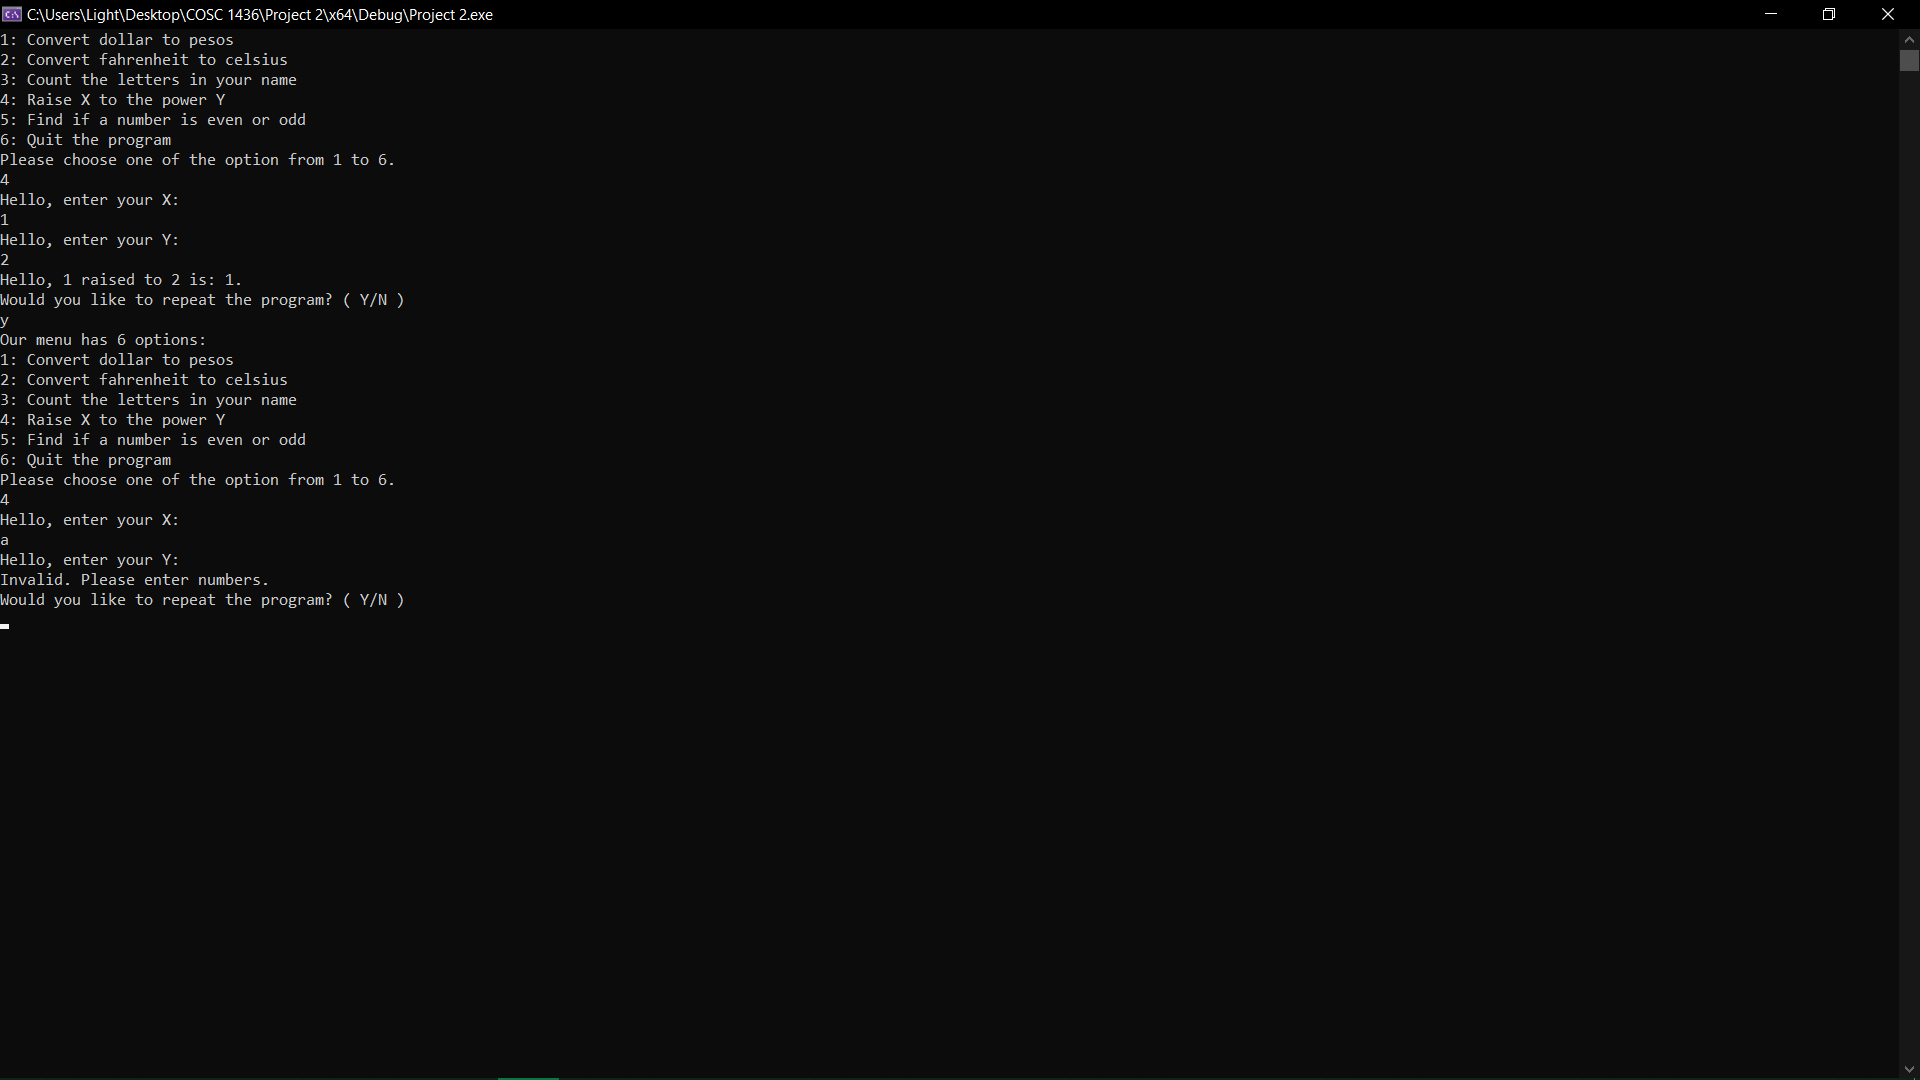 C:\Users\Light\Desktop\COSC 1436\Project 2\x64\Debug\Project 2.exe
1: Convert dollar to pesos
2: Convert fahrenheit to celsius
3: Count the letters in your name
4: Raise X to the power Y
5: Find if a number is even or odd
6: Quit the program
Please choose one of the option from 1 to 6.
4
Hello, enter your X:
1
Hello, enter your Y:
2
Hello, 1 raised to 2 is: 1.
Would you like to repeat the program? ( Y/N )
y
Our menu has 6 options:
1: Convert dollar to pesos
2: Convert fahrenheit to celsius
3: Count the letters in your name
4: Raise X to the power Y
5: Find if a number is even or odd
6: Quit the program
Please choose one of the option from 1 to 6.
4
Hello, enter your X:
a
Hello, enter your Y:
Invalid. Please enter numbers.
Would you like to repeat the program? ( Y/N )